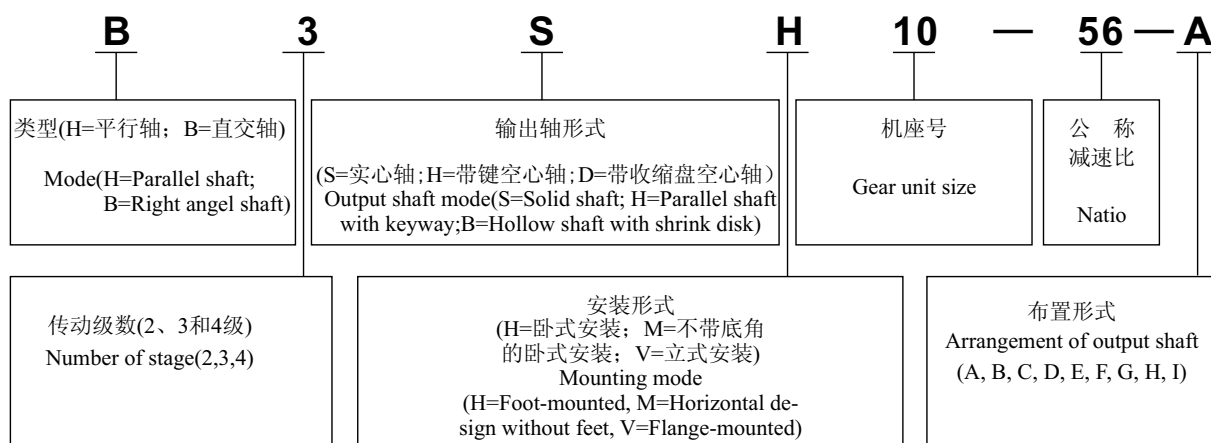 B 3 S H 10 — 56 — A
类型(H=平行轴；B=直交轴)
Mode(H=Parallel shaft;
B=Right angel shaft)
输出轴形式
(S=实心轴;H=带键空心轴;D=带收缩盘空心轴）
Output shaft mode(S=Solid shaft; H=Parallel shaft
with keyway;B=Hollow shaft with shrink disk)
机座号
Gear unit size
公 称
减速比
Natio
传动级数(2、3和4级)
Number of stage(2,3,4)
安装形式
(H=卧式安装；M=不带底角
的卧式安装；V=立式安装)
Mounting mode
(H=Foot-mounted, M=Horizontal de-
sign without feet, V=Flange-mounted)
布置形式
Arrangement of output shaft
(A, B, C, D, E, F, G, H, I)